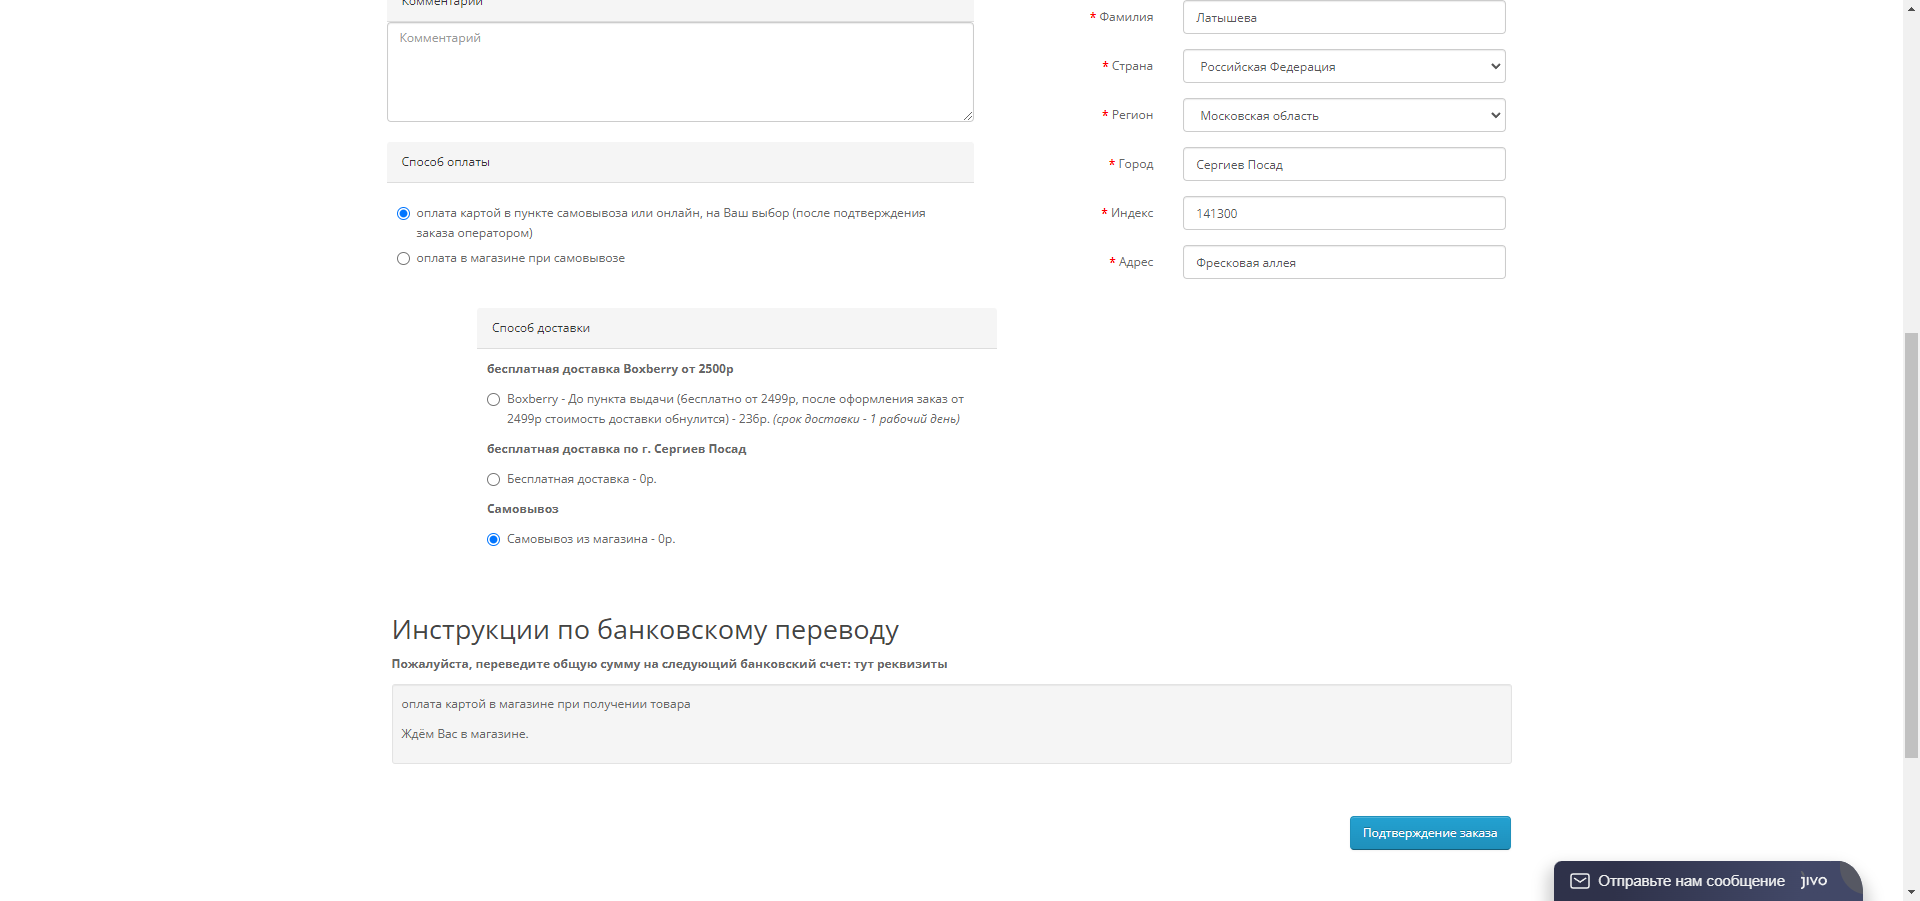 Комментарий
Комментарий
Способ оплаты
оплата картой в пункте самовывоза или онлайн, на Ваш выбор (после подтверждения
заказа оператором)
оплата в магазине при самовывозе
* Фамилия
Латышева
* Страна
Российская Федерация
* Регион
Московская область
* Город
Сергиев Посад
* Индекс
141300
* Адрес
Фресковая аллея
Способ доставки
бесплатная доставка Boxberry от 2500р
Boxberry - До пункта выдачи (бесплатно от 2499р, после оформления заказ от
2499р стоимость доставки обнулится) - 236р. (срок доставки - 1 рабочий день)
бесплатная доставка по г. Сергиев Посад
Бесплатная доставка - 0р.
Самовывоз
Самовывоз из магазина - 0р.
Инструкции по банковскому переводу
Пожалуйста, переведите общую сумму на следующий банковский счет: тут реквизиты
оплата картой в магазине при получении товара
Ждём Вас в магазине.
Подтверждение заказа
Отправьте нам сообщение jivo